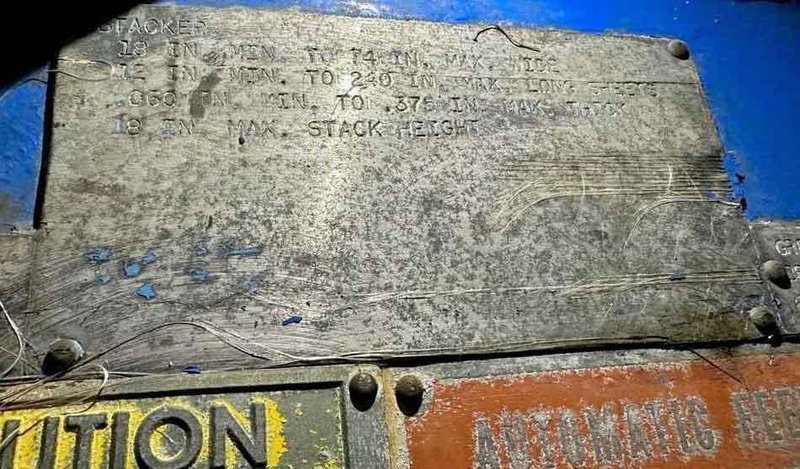 STACKER
18 IN. MIN. TO 74 IN. MAX. WIDE
12 IN. MIN. TO 240 IN. MAX. LONG SHEETS
.060 IN. MIN. TO .375 IN. MAX. THICK
18 IN. MAX. STACK HEIGHT
UTION
AUTOMATIC FEE